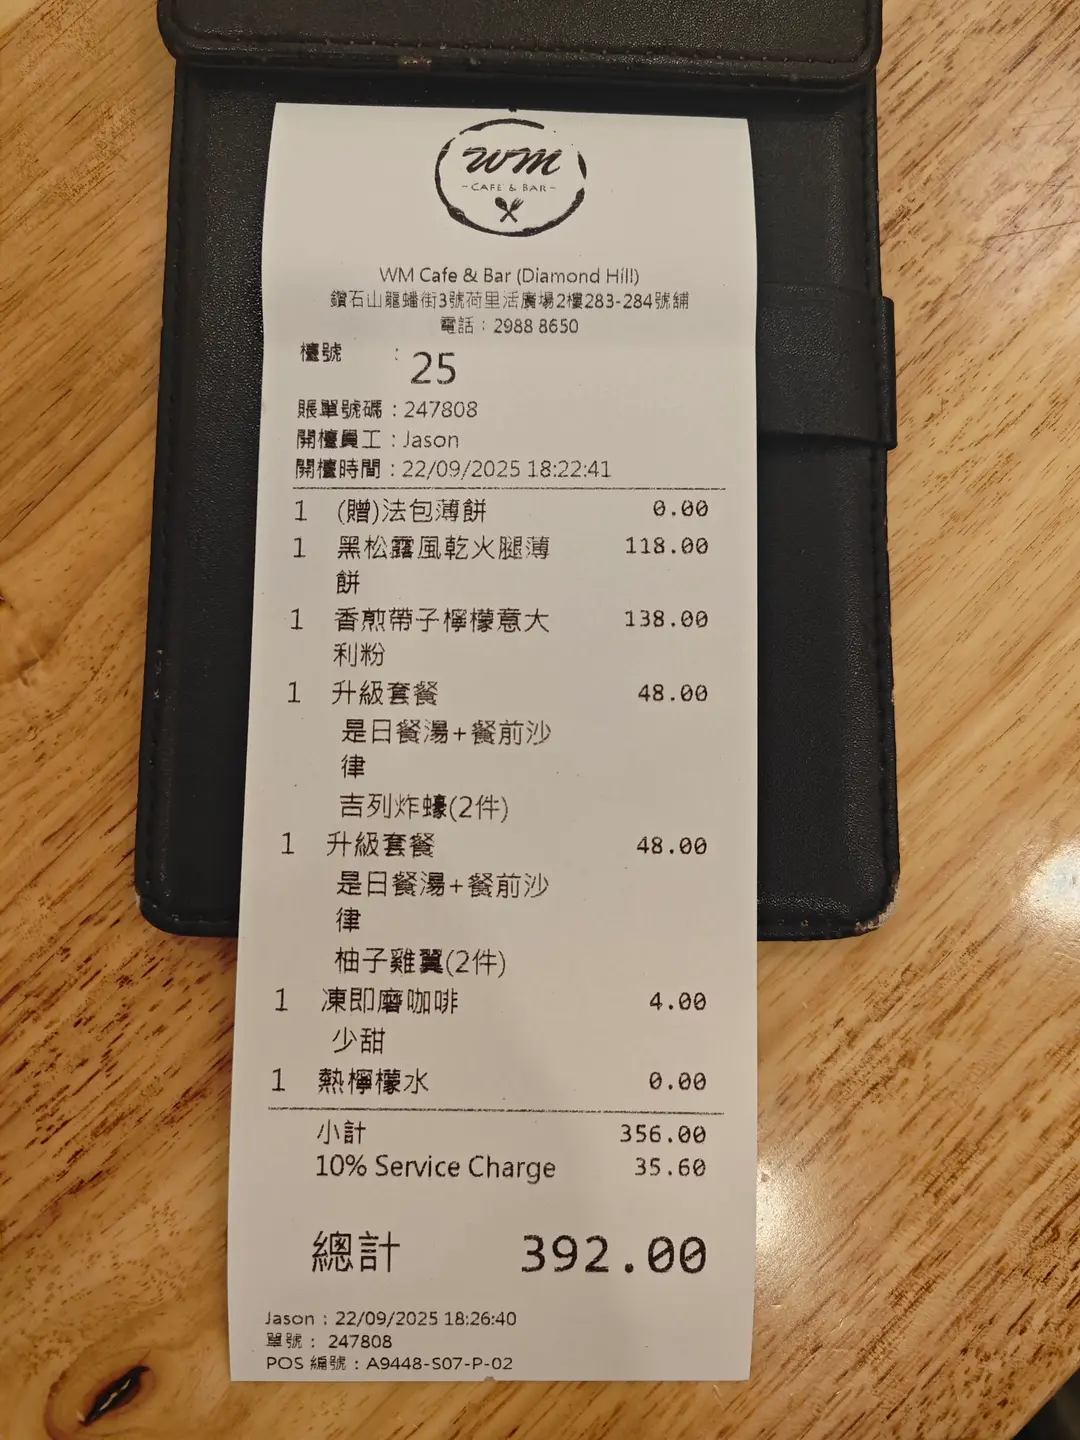 WM
~CAFE & BAR~
WM Cafe & Bar (Diamond Hill)
鑽石山龍蟠街3號荷里活廣場2樓283-284號舖
電話：2988 8650
檯號 : 25
賬單號碼 : 247808
開檯員工 : Jason
開檯時間 : 22/09/2025 18:22:41
1 (贈)法包薄餅 0.00
1 黑松露風乾火腿薄 118.00
餅
1 香煎帶子檸檬意大 138.00
利粉
1 升級套餐 48.00
是日餐湯+餐前沙
律
吉列炸蠔(2件)
1 升級套餐 48.00
是日餐湯+餐前沙
律
柚子雞翼(2件)
1 凍即磨咖啡 4.00
少甜
1 熱檸檬水 0.00
小計 356.00
10% Service Charge 35.60
總計 392.00
Jason : 22/09/2025 18:26:40
單號： 247808
POS 編號 : A9448-S07-P-02